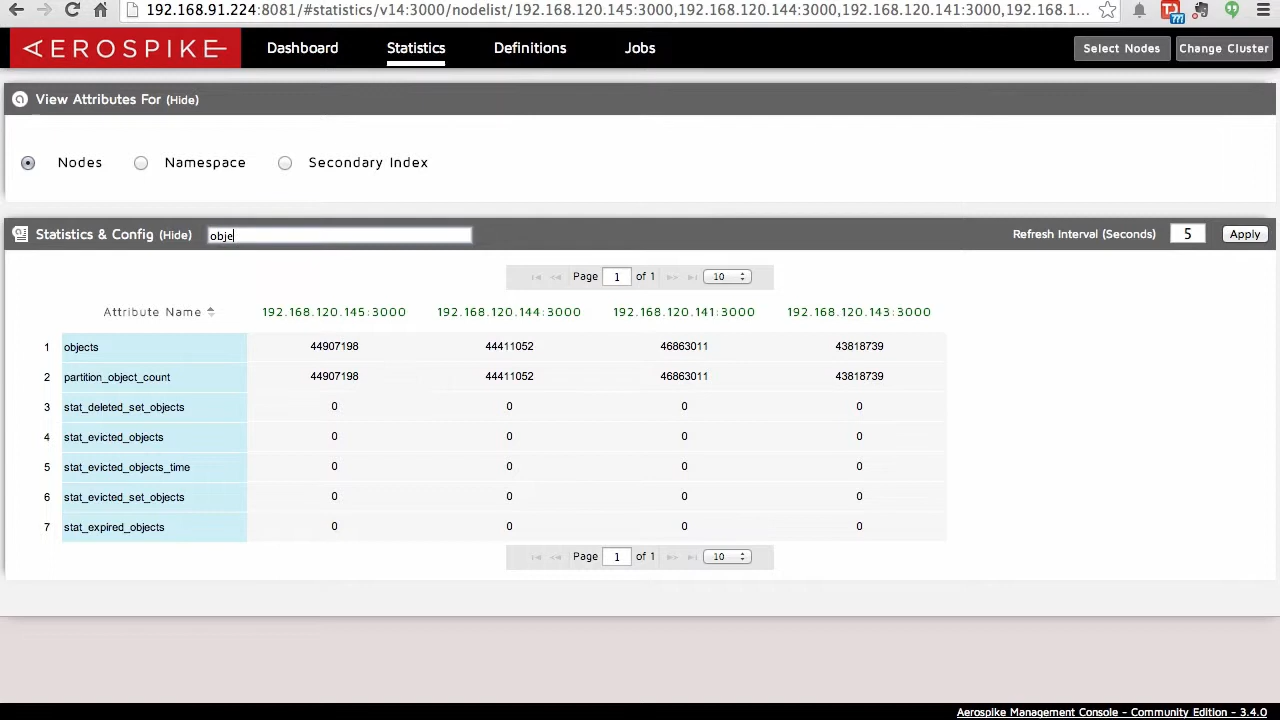 192.168.91.224:8081/#statistics/v14:3000/nodelist/192.168.120.145:3000,192.168.120.144:3000,192.168.120.141:3000,192.168.1...
AEROSPIKE Dashboard Statistics Definitions Jobs Select Nodes Change Cluster
View Attributes For (Hide)
Nodes Namespace Secondary Index
Statistics & Config (Hide) obje Refresh Interval (Seconds) 5 Apply
Page 1 of 1 10
Attribute Name 192.168.120.145:3000 192.168.120.144:3000 192.168.120.141:3000 192.168.120.143:3000
1 objects 44907198 44411052 46863011 43818739
2 partition_object_count 44907198 44411052 46863011 43818739
3 stat_deleted_set_objects 0 0 0 0
4 stat_evicted_objects 0 0 0 0
5 stat_evicted_objects_time 0 0 0 0
6 stat_evicted_set_objects 0 0 0 0
7 stat_expired_objects 0 0 0 0
Page 1 of 1 10
Aerospike Management Console - Community Edition - 3.4.0